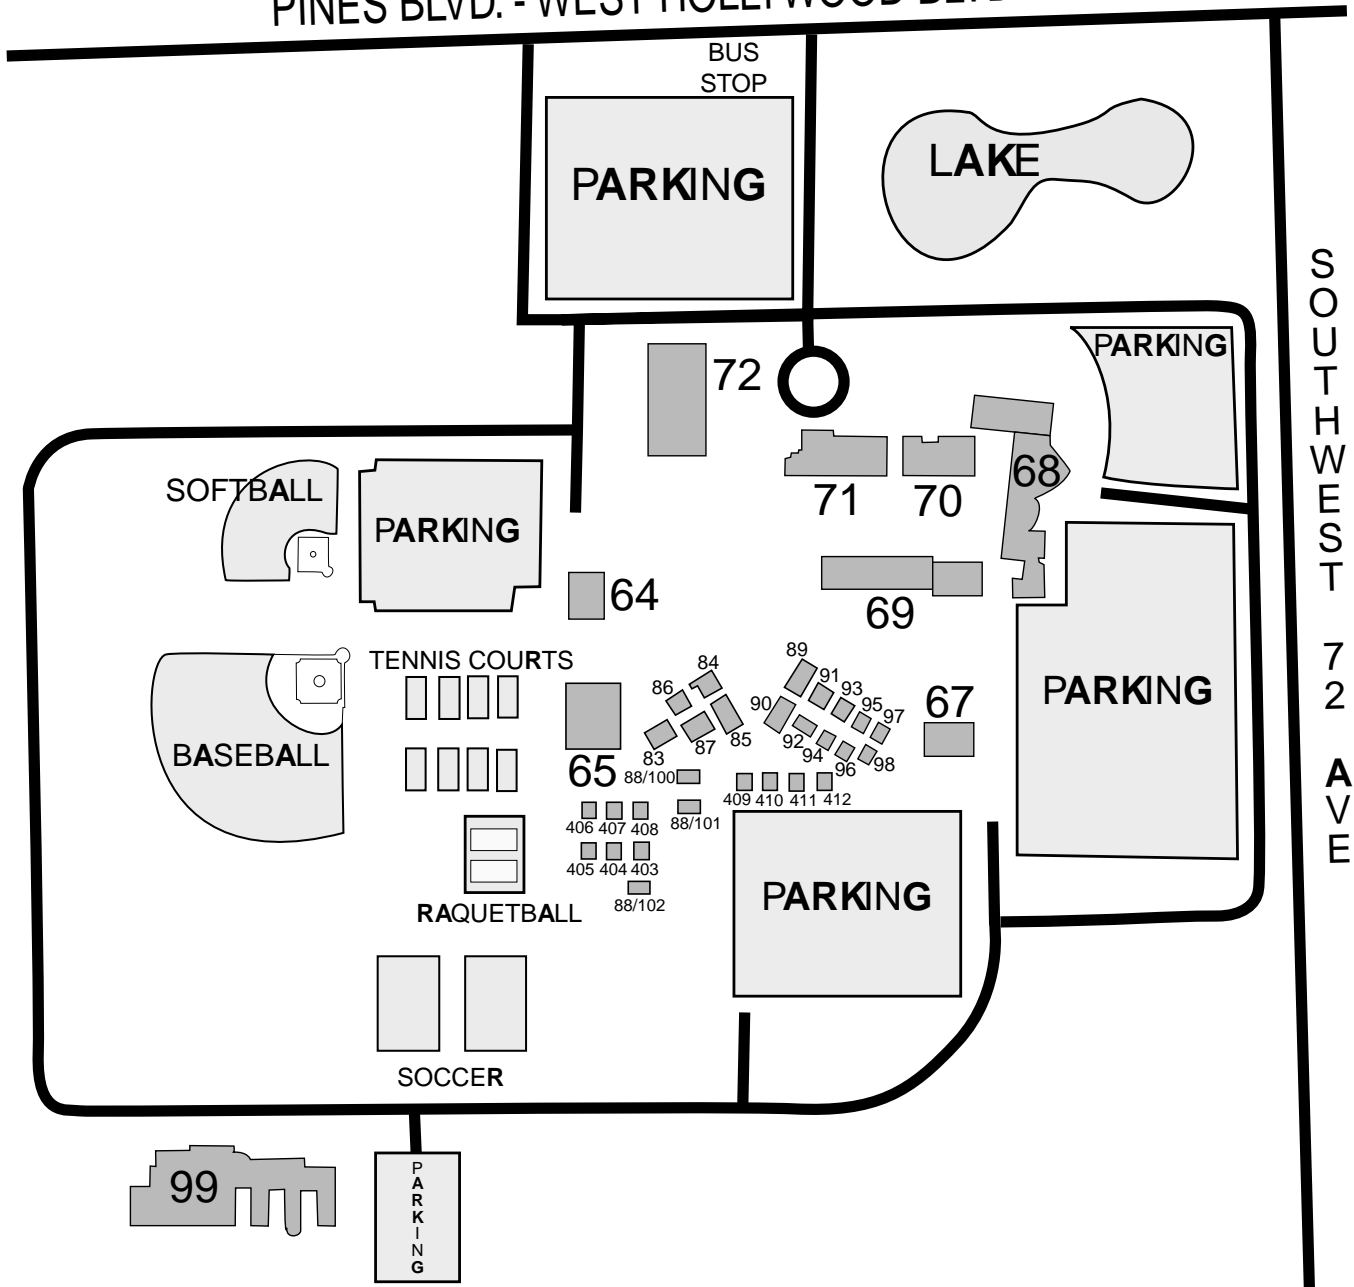 PINES BLVD. - WEST HOLLYWOOD BLVD
BUS
STOP
PARKING
LAKE
SOUTHWEST 72 AVE
PARKING
72
71
70
68
SOFTBALL
PARKING
64
69
TENNIS COURTS
BASEBALL
65
84
86
83
87
85
89
91
93
95
97
90
92
94
96
98
67
PARKING
88/100
88/101
409 410 411 412
406 407 408
405 404 403
88/102
RAQUETBALL
PARKING
SOCCER
99
PARKING